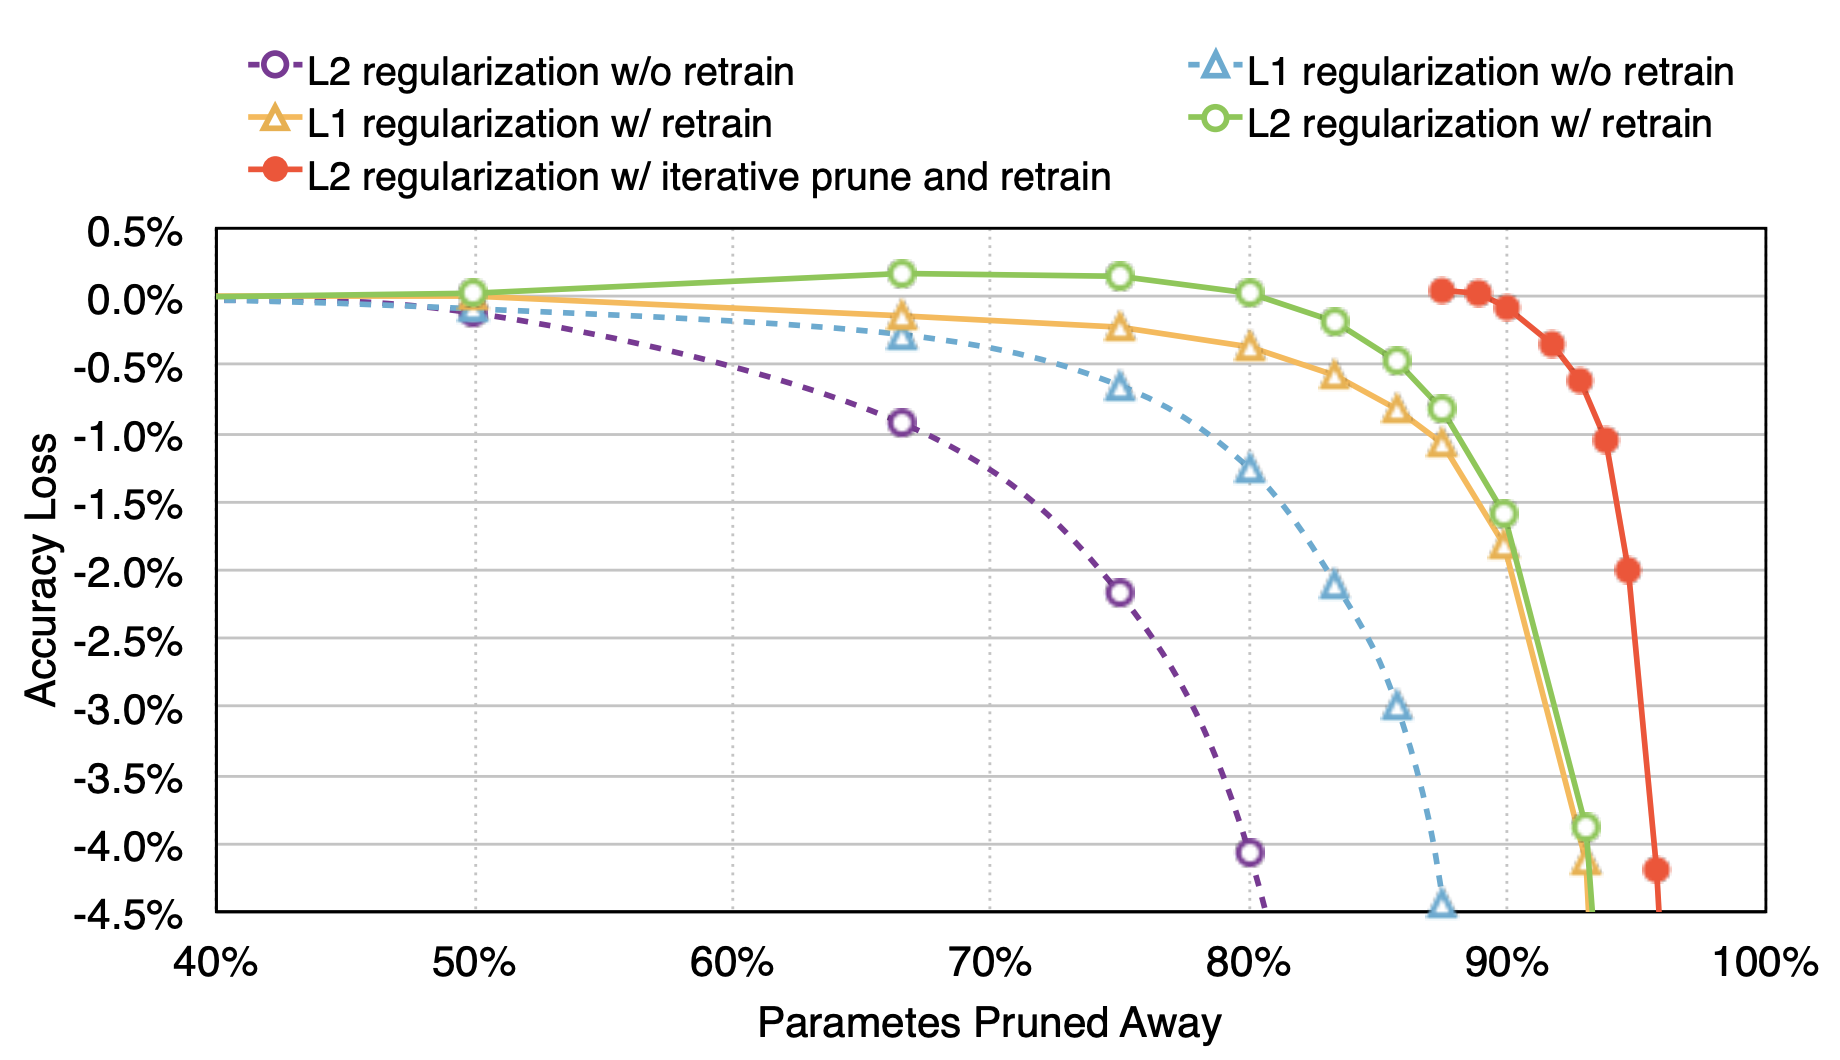 L2 regularization w/o retrain
L1 regularization w/o retrain
L1 regularization w/ retrain
L2 regularization w/ retrain
L2 regularization w/ iterative prune and retrain
0.5%
0.0%
-0.5%
-1.0%
-1.5%
-2.0%
-2.5%
-3.0%
-3.5%
-4.0%
-4.5%
Accuracy Loss
40%
50%
60%
70%
80%
90%
100%
Parametes Pruned Away